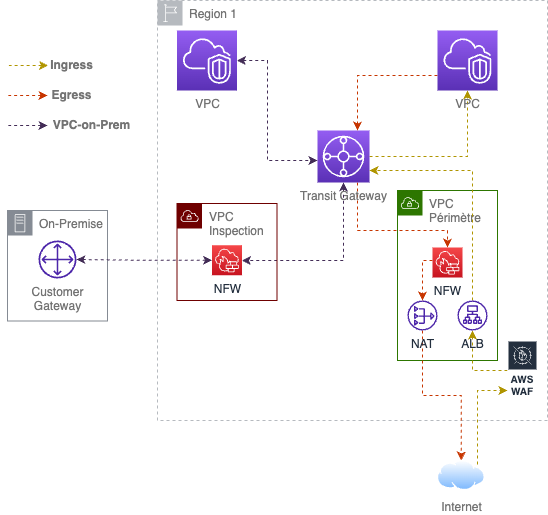 Region 1
Ingress
Egress
VPC-on-Prem
VPC
VPC
Transit Gateway
On-Premise
Customer
Gateway
VPC
Inspection
NFW
VPC
Périmètre
NFW
NAT
ALB
AWS
WAF
Internet